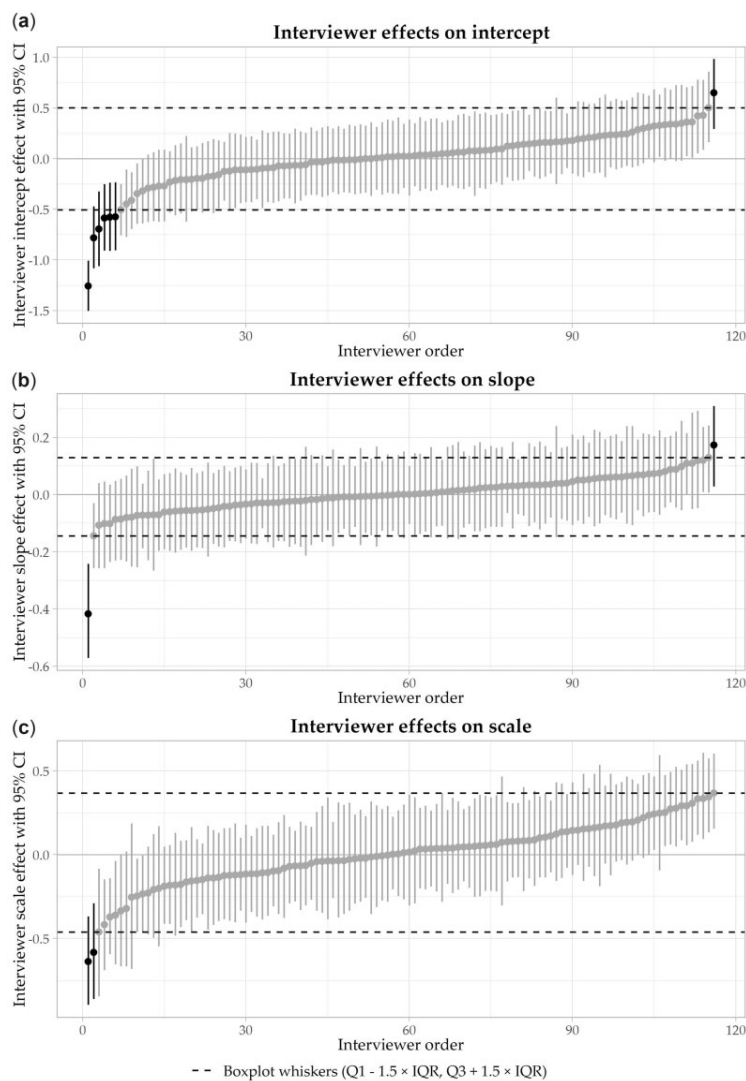 (a)
Interviewer effects on intercept
Interviewer intercept effect with 95% CI
1.0
0.5
0.0
-0.5
-1.0
-1.5
0 30 60 90 120
Interviewer order
(b)
Interviewer effects on slope
Interviewer slope effect with 95% CI
0.2
0.0
-0.2
-0.4
-0.6
0 30 60 90 120
Interviewer order
(c)
Interviewer effects on scale
Interviewer scale effect with 95% CI
0.5
0.0
-0.5
0 30 60 90 120
Interviewer order
Boxplot whiskers (Q1 - 1.5 × IQR, Q3 + 1.5 × IQR)